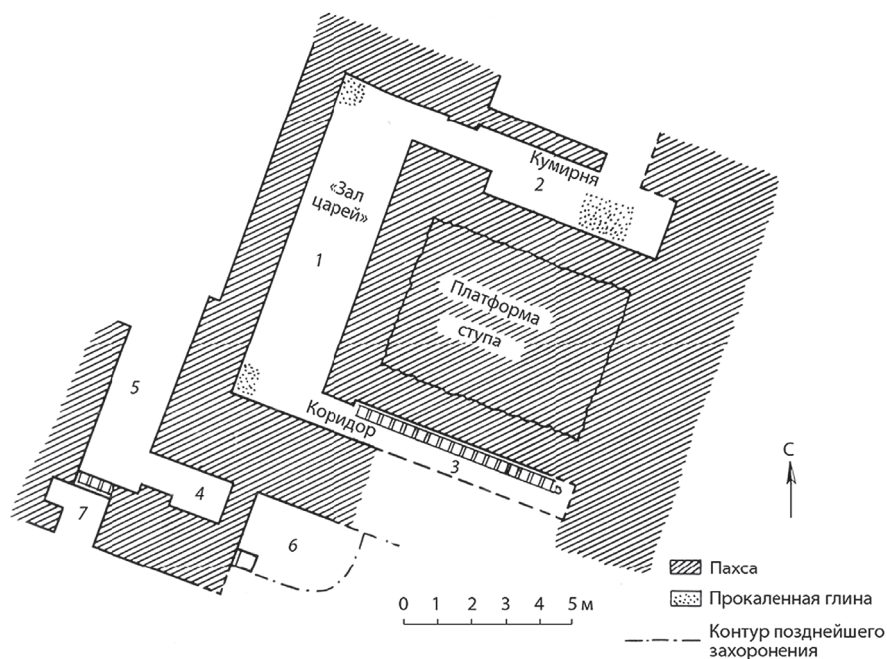 Кумирня
2
«Зал
царей»
1
Платформа
ступа
5
Коридор
3
4
7
6
С
0 1 2 3 4 5 м
Пахса
Прокаленная глина
Контур позднейшего
захоронения